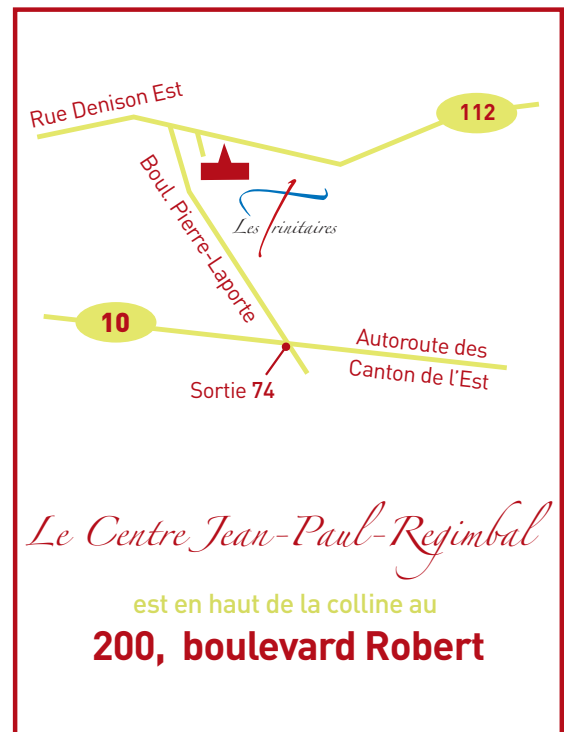 Rue Denison Est
112
Boul. Pierre-Laporte
Les Trinitaires
10
Autoroute des
Canton de l'Est
Sortie 74
Le Centre Jean-Paul-Regimbal
est en haut de la colline au
200, boulevard Robert